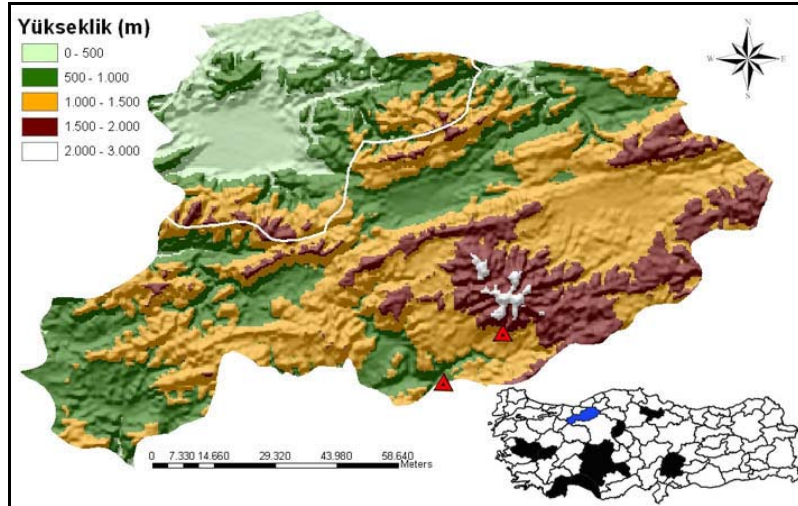 Yükseklik (m)
0 - 500
500 - 1.000
1.000 - 1.500
1.500 - 2.000
2.000 - 3.000
N
W E
S
0 7.330 14.660 29.320 43.980 58.640
Meters